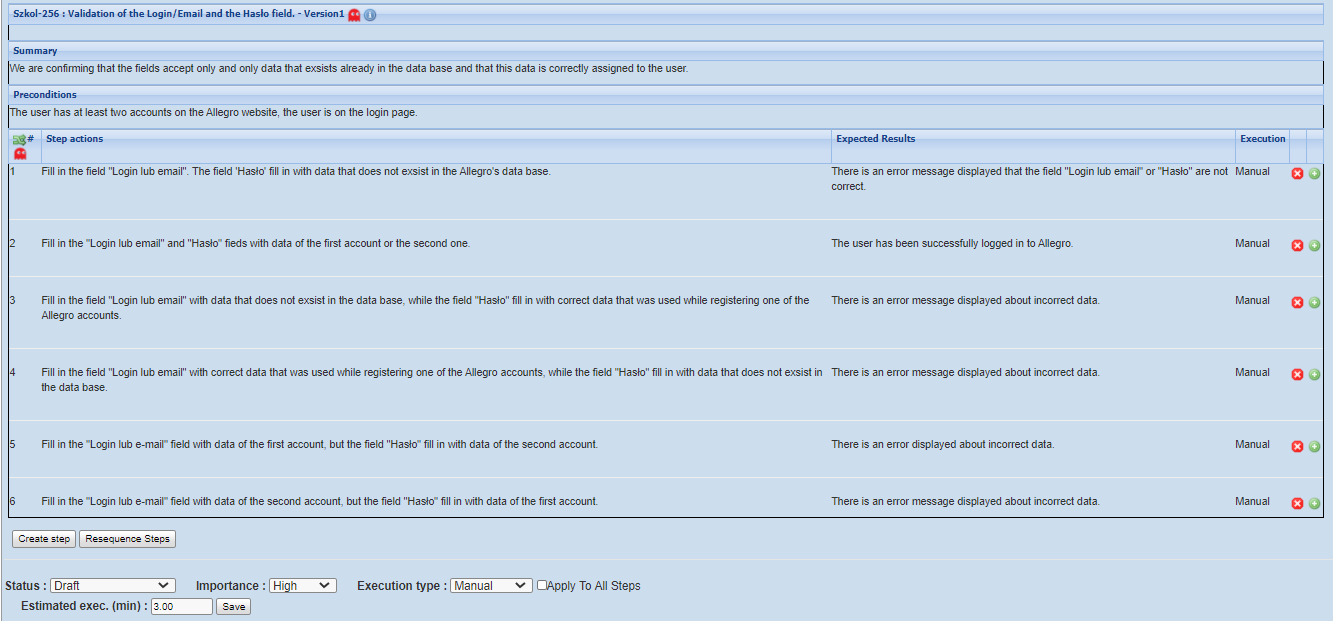 Szkol-256 : Validation of the Login/Email and the Hasło field. - Version1
Summary
We are confirming that the fields accept only and only data that exsists already in the data base and that this data is correctly assigned to the user.
Preconditions
The user has at least two accounts on the Allegro website, the user is on the login page.
# Step actions Expected Results Execution
1 Fill in the field "Login lub email". The field 'Hasło' fill in with data that does not exsist in the Allegro's data base. There is an error message displayed that the field "Login lub email" or "Hasło" are not Manual
correct.
2 Fill in the "Login lub email" and "Hasło" fieds with data of the first account or the second one. The user has been successfully logged in to Allegro. Manual
3 Fill in the field "Login lub email" with data that does not exsist in the data base, while the field "Hasło" fill in with correct data that was used while registering one of the There is an error message displayed about incorrect data. Manual
Allegro accounts.
4 Fill in the field "Login lub email" with correct data that was used while registering one of the Allegro accounts, while the field "Hasło" fill in with data that does not exsist in There is an error message displayed about incorrect data. Manual
the data base.
5 Fill in the "Login lub e-mail" field with data of the first account, but the field "Hasło" fill in with data of the second account. There is an error displayed about incorrect data. Manual
6 Fill in the "Login lub e-mail" field with data of the second account, but the field "Hasło" fill in with data of the first account. There is an error message displayed about incorrect data. Manual
Create step Resequence Steps
Status : Draft Importance : High Execution type : Manual Apply To All Steps
Estimated exec. (min) : 3.00 Save